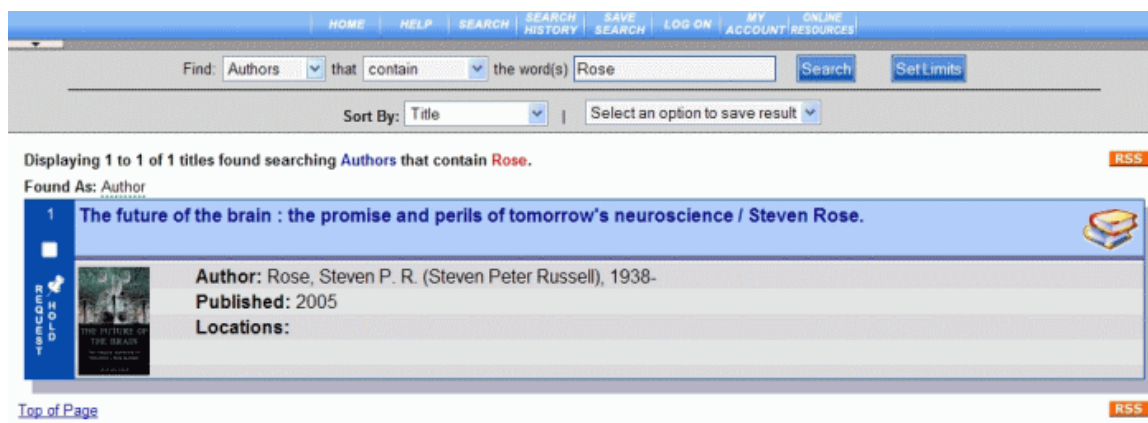 HOME HELP SEARCH SEARCH HISTORY SAVE SEARCH LOG ON MY ACCOUNT ONLINE RESOURCES
Find: Authors that contain the word(s) Rose Search Set Limits
Sort By: Title | Select an option to save result
Displaying 1 to 1 of 1 titles found searching Authors that contain Rose.
RSS
Found As: Author
1 The future of the brain : the promise and perils of tomorrow's neuroscience / Steven Rose.
REQUEST HOLD
THE FUTURE OF
THE BRAIN
Author: Rose, Steven P. R. (Steven Peter Russell), 1938-
Published: 2005
Locations:
Top of Page
RSS